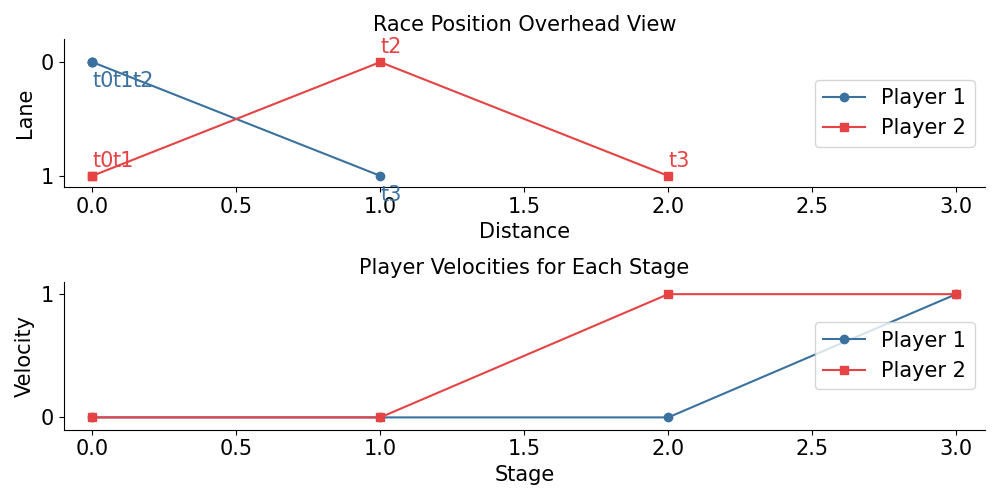 Race Position Overhead View
t2
0
t0t1t2
Player 1
Lane
Player 2
t0t1
t3
1
t3
0.0 0.5 1.0 1.5 2.0 2.5 3.0
Distance
Player Velocities for Each Stage
1
Player 1
Velocity
Player 2
0
0.0 0.5 1.0 1.5 2.0 2.5 3.0
Stage